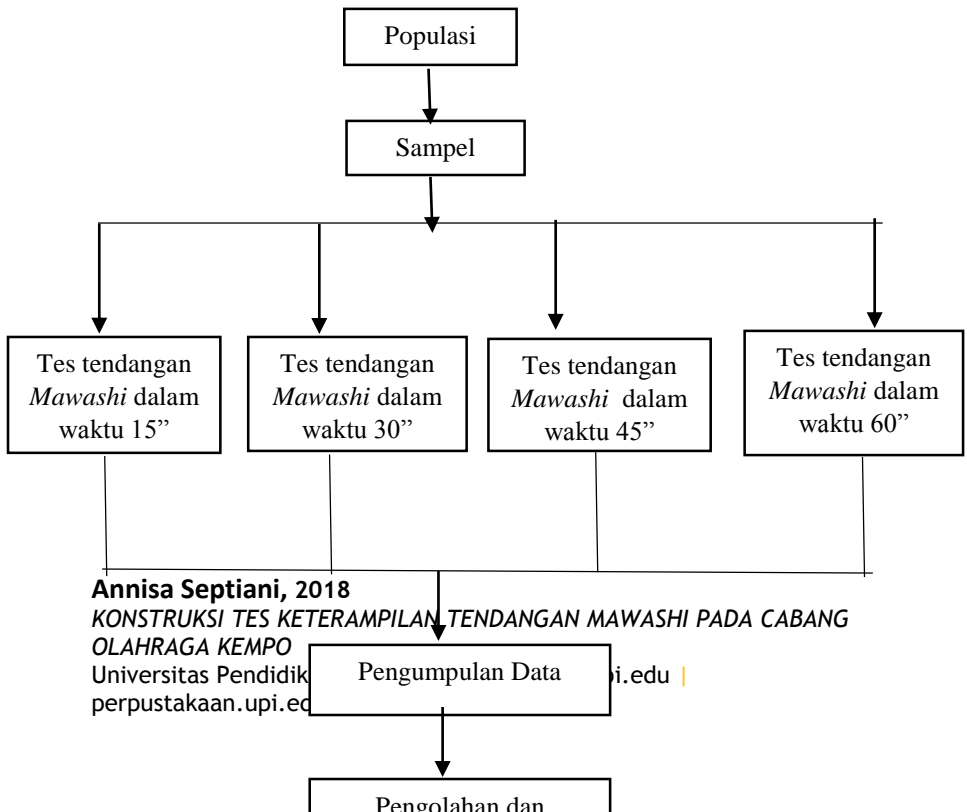 Populasi
Sampel
Tes tendangan
Mawashi dalam
waktu 15”
Tes tendangan
Mawashi dalam
waktu 30”
Tes tendangan
Mawashi dalam
waktu 45”
Tes tendangan
Mawashi dalam
waktu 60”
Annisa Septiani, 2018
KONSTRUKSI TES KETERAMPILAN TENDANGAN MAWASHI PADA CABANG
OLAHRAGA KEMPO
Universitas Pendidik i.edu |
perpustakaan.upi.ed
Pengumpulan Data
Pengolahan dan